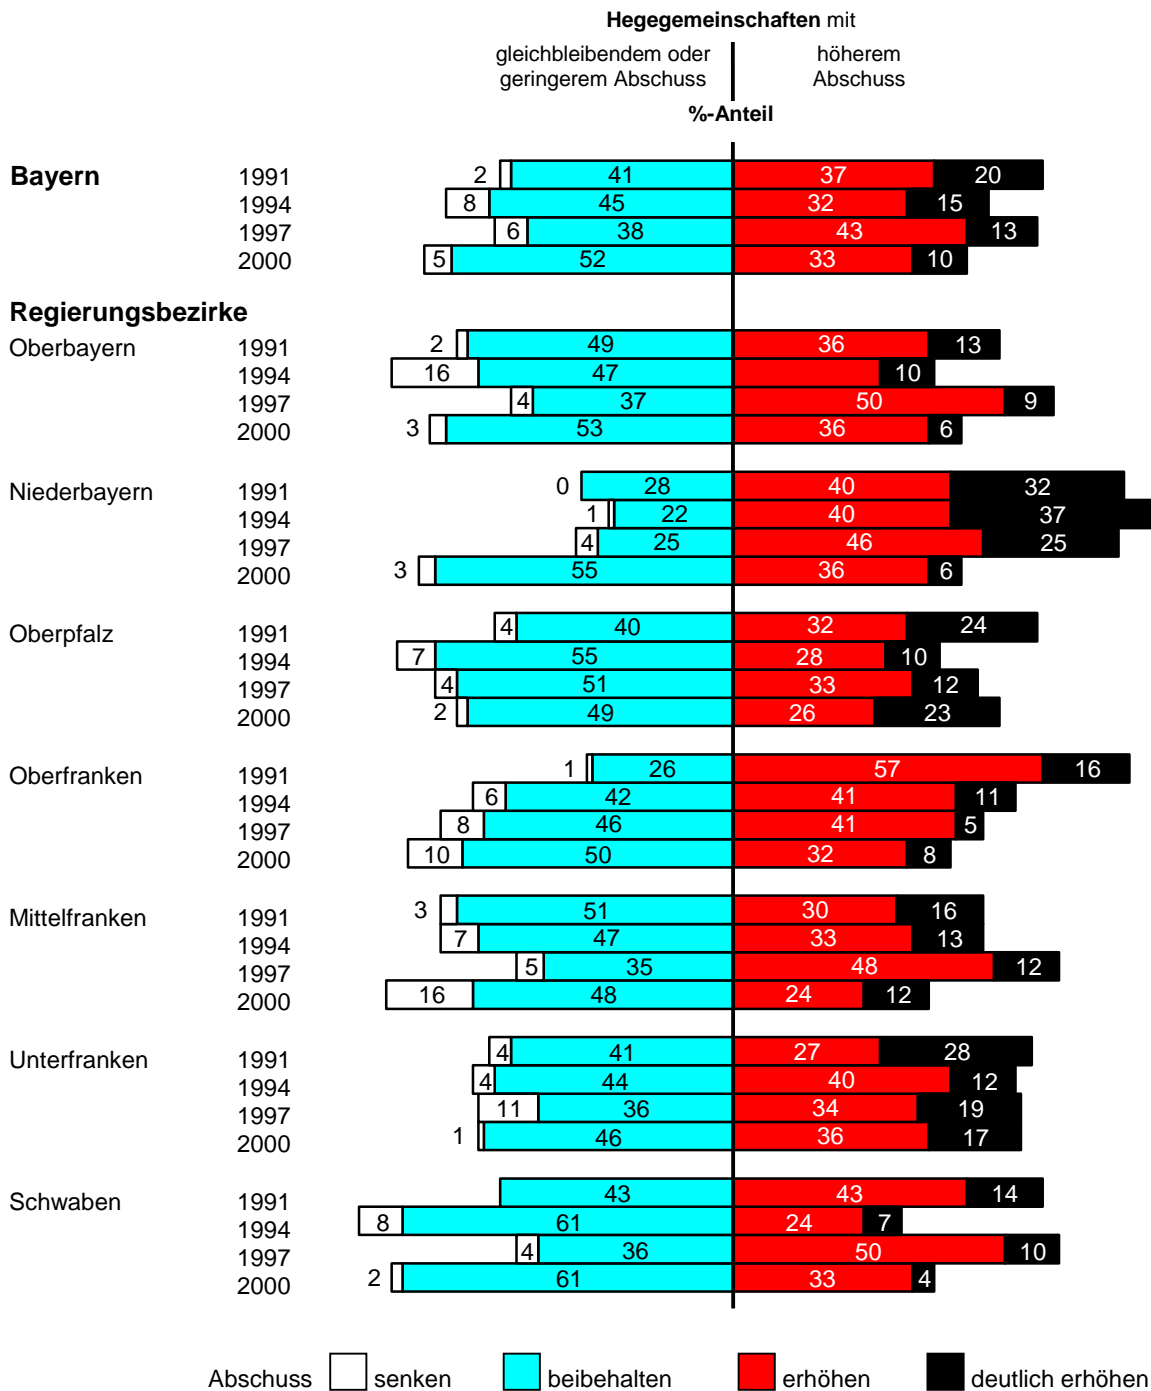 Hegegemeinschaften mit
gleichbleibendem oder höherem
geringerem Abschuss Abschuss
%-Anteil
Bayern 1991 2 41 37 20
1994 8 45 32 15
1997 6 38 43 13
2000 5 52 33 10
Regierungsbezirke
Oberbayern 1991 2 49 36 13
1994 16 47 10
1997 4 37 50 9
2000 3 53 36 6
Niederbayern 1991 0 28 40 32
1994 1 22 40 37
1997 4 25 46 25
2000 3 55 36 6
Oberpfalz 1991 4 40 32 24
1994 7 55 28 10
1997 4 51 33 12
2000 2 49 26 23
Oberfranken 1991 1 26 57 16
1994 6 42 41 11
1997 8 46 41 5
2000 10 50 32 8
Mittelfranken 1991 3 51 30 16
1994 7 47 33 13
1997 5 35 48 12
2000 16 48 24 12
Unterfranken 1991 4 41 27 28
1994 4 44 40 12
1997 11 36 34 19
2000 1 46 36 17
Schwaben 1991 43 43 14
1994 8 61 24 7
1997 4 36 50 10
2000 2 61 33 4
Abschuss senken beibehalten erhöhen deutlich erhöhen